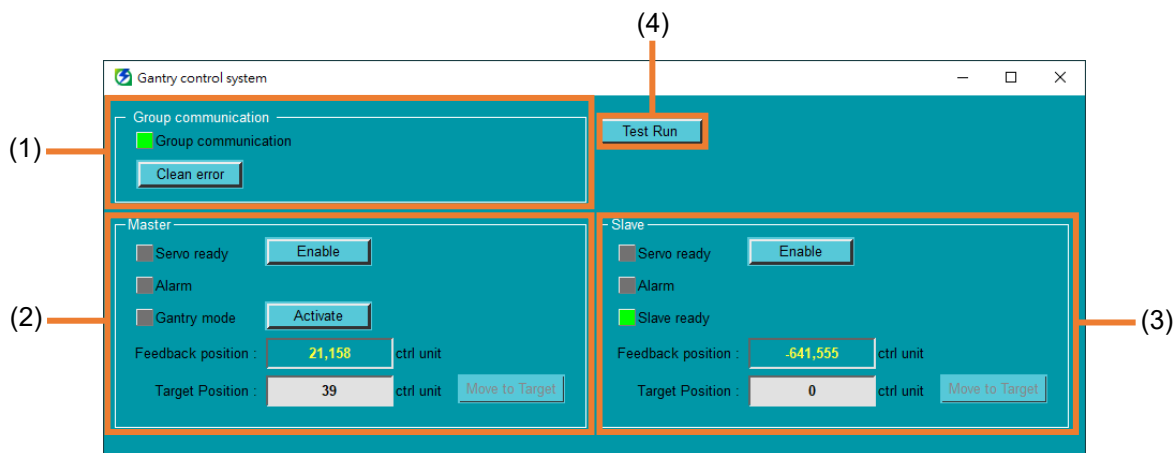 (4)
Gantry control system
Group communication
Group communication
Test Run
(1)
Clean error
Master
Servo ready Enable
Alarm
Gantry mode Activate
(2)
Feedback position : 21,158 ctrl unit
Target Position : 39 ctrl unit Move to Target
Slave
Servo ready Enable
Alarm
Slave ready
(3)
Feedback position : -641,555 ctrl unit
Target Position : 0 ctrl unit Move to Target